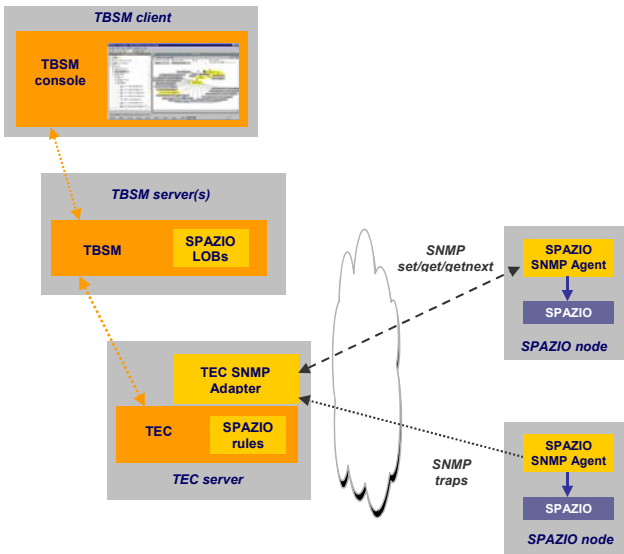 TBSM client
TBSM
console
TBSM server(s)
TBSM
SPAZIO
LOBs
SNMP
set/get/getnext
SPAZIO
SNMP Agent
SPAZIO
SPAZIO node
TEC SNMP
Adapter
TEC
SPAZIO
rules
TEC server
SNMP
traps
SPAZIO
SNMP Agent
SPAZIO
SPAZIO node